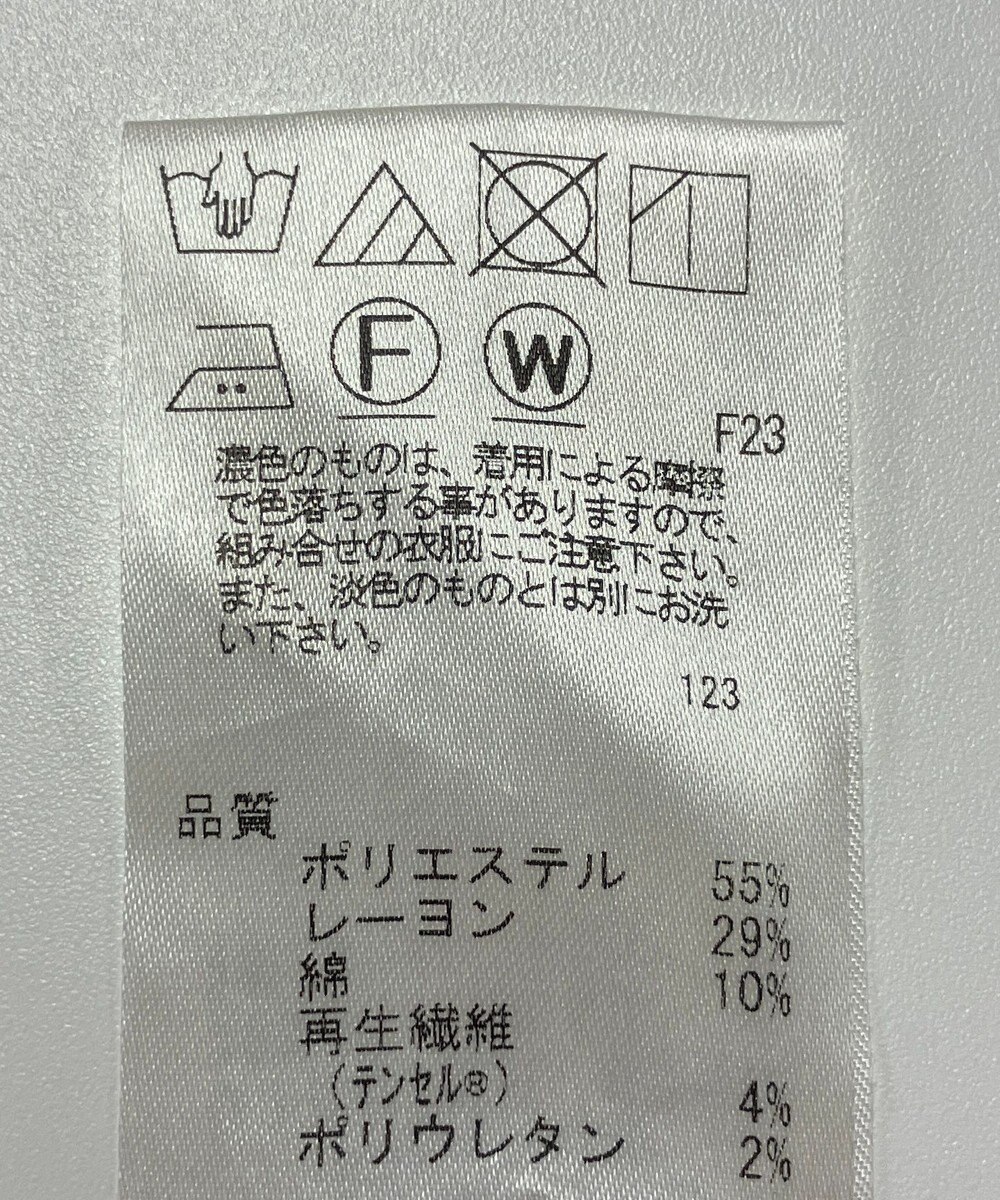 F W
F23
濃色のものは、着用による摩擦
で色落ちする事がありますので、
組み合せの衣服にご注意下さい。
また、淡色のものとは別にお洗
い下さい。
123
品質
ポリエステル 55%
レーヨン 29%
綿 10%
再生繊維
(テンセル®) 4%
ポリウレタン 2%